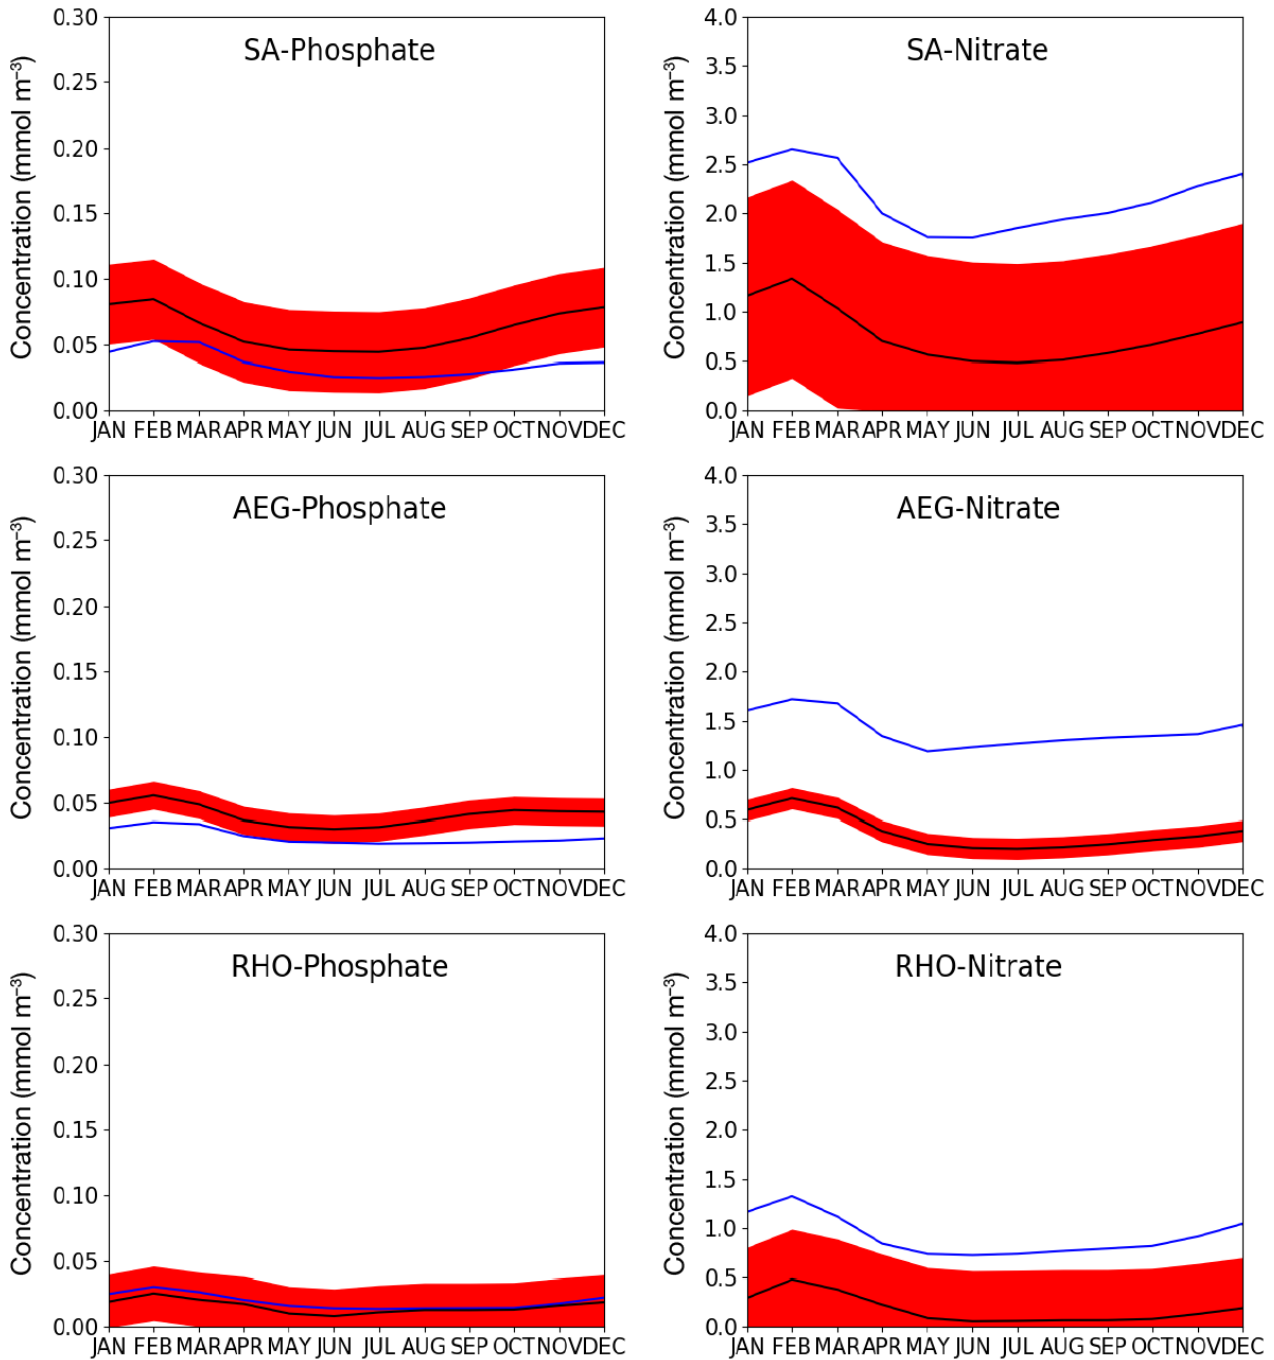 SA-Phosphate
Concentration (mmol m⁻³)
0.30
0.25
0.20
0.15
0.10
0.05
0.00
JAN FEB MAR APR MAY JUN JUL AUG SEP OCT NOV DEC
SA-Nitrate
Concentration (mmol m⁻³)
4.0
3.5
3.0
2.5
2.0
1.5
1.0
0.5
0.0
JAN FEB MAR APR MAY JUN JUL AUG SEP OCT NOV DEC
AEG-Phosphate
Concentration (mmol m⁻³)
0.30
0.25
0.20
0.15
0.10
0.05
0.00
JAN FEB MAR APR MAY JUN JUL AUG SEP OCT NOV DEC
AEG-Nitrate
Concentration (mmol m⁻³)
4.0
3.5
3.0
2.5
2.0
1.5
1.0
0.5
0.0
JAN FEB MAR APR MAY JUN JUL AUG SEP OCT NOV DEC
RHO-Phosphate
Concentration (mmol m⁻³)
0.30
0.25
0.20
0.15
0.10
0.05
0.00
JAN FEB MAR APR MAY JUN JUL AUG SEP OCT NOV DEC
RHO-Nitrate
Concentration (mmol m⁻³)
4.0
3.5
3.0
2.5
2.0
1.5
1.0
0.5
0.0
JAN FEB MAR APR MAY JUN JUL AUG SEP OCT NOV DEC